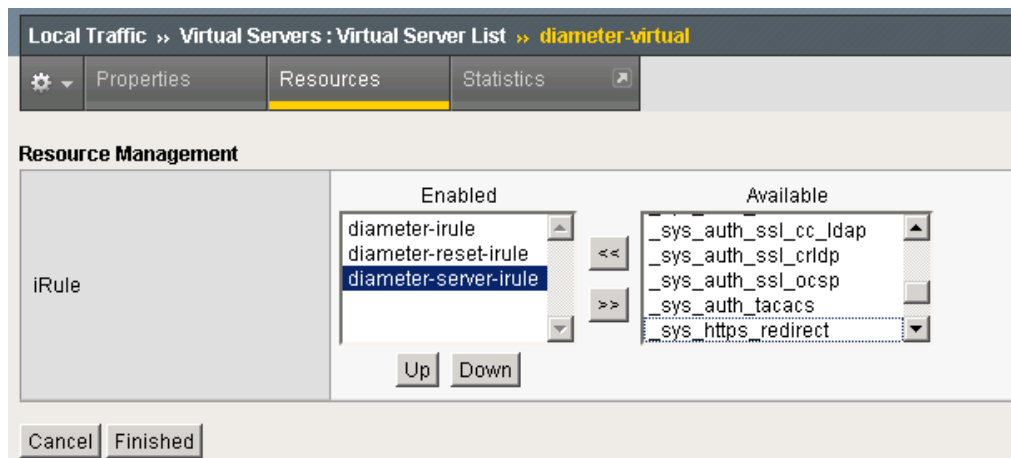 Local Traffic ›› Virtual Servers : Virtual Server List ›› diameter-virtual
Properties Resources Statistics
Resource Management
iRule
Enabled
diameter-irule
diameter-reset-irule
diameter-server-irule
<<
>>
Up Down
Available
_sys_auth_ssl_cc_ldap
_sys_auth_ssl_crldp
_sys_auth_ssl_ocsp
_sys_auth_tacacs
_sys_https_redirect
Cancel Finished